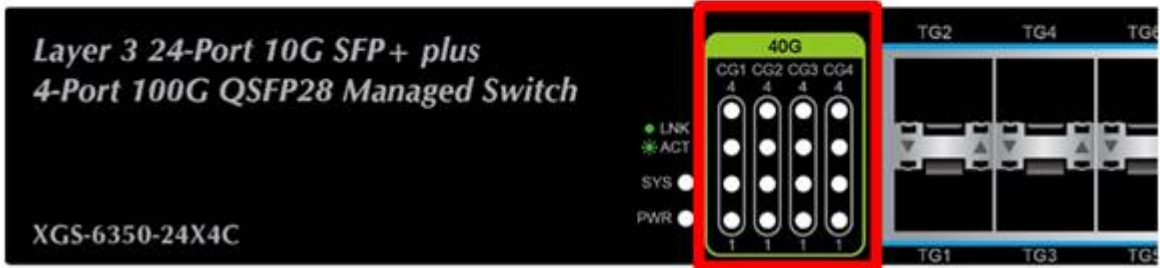 Layer 3 24-Port 10G SFP+ plus
4-Port 100G QSFP28 Managed Switch
XGS-6350-24X4C
LNK
ACT
SYS
PWR
40G
CG1 CG2 CG3 CG4
4 4 4 4
1 1 1 1
TG2 TG4
TG1 TG3